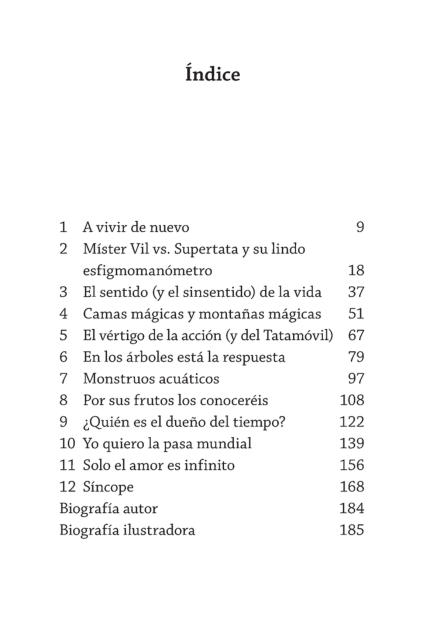 Índice
1 A vivir de nuevo 9
2 Míster Vil vs. Supertata y su lindo
esfigmomanómetro 18
3 El sentido (y el sinsentido) de la vida 37
4 Camas mágicas y montañas mágicas 51
5 El vértigo de la acción (y del Tatamóvil) 67
6 En los árboles está la respuesta 79
7 Monstruos acuáticos 97
8 Por sus frutos los conoceréis 108
9 ¿Quién es el dueño del tiempo? 122
10 Yo quiero la pasa mundial 139
11 Solo el amor es infinito 156
12 Síncope 168
Biografía autor 184
Biografía ilustradora 185